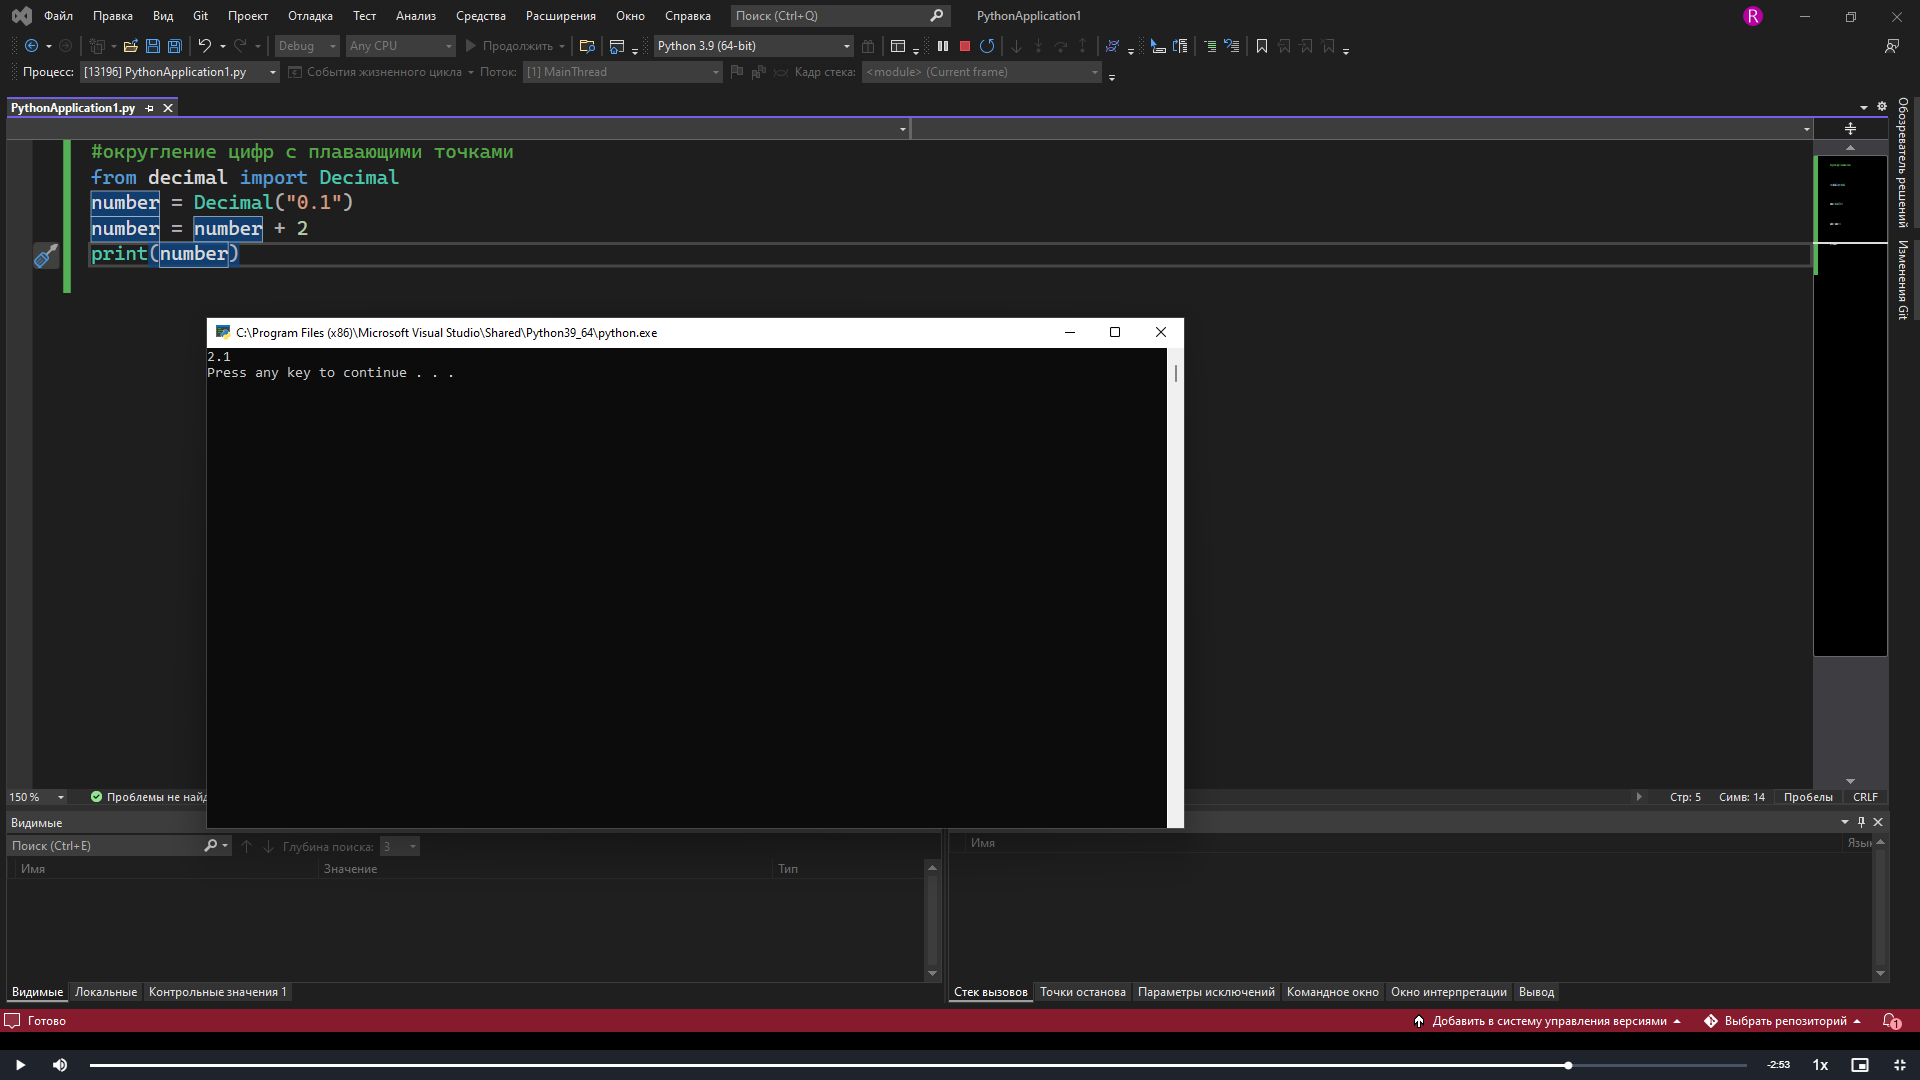 Файл Правка Вид Git Проект Отладка Тест Анализ Средства Расширения Окно Справка Поиск (Ctrl+Q) PythonApplication1 R
Debug Any CPU Продолжить Python 3.9 (64-bit)
Процесс: [13196] PythonApplication1.py События жизненного цикла Поток: [1] MainThread Кадр стека: <module> (Current frame)
PythonApplication1.py
Обозреватель решений
Изменения Git
#округление цифр с плавающими точками
from decimal import Decimal
number = Decimal("0.1")
number = number + 2
print(number)
C:\Program Files (x86)\Microsoft Visual Studio\Shared\Python39_64\python.exe
2.1
Press any key to continue . . .
150 % Проблемы не найд Стр: 5 Симв: 14 Пробелы CRLF
Видимые
Поиск (Ctrl+E) Глубина поиска: 3
Имя Значение Тип
Имя Язык
Видимые Локальные Контрольные значения 1
Стек вызовов Точки останова Параметры исключений Командное окно Окно интерпретации Вывод
Готово Добавить в систему управления версиями Выбрать репозиторий 1
-2:53 1x